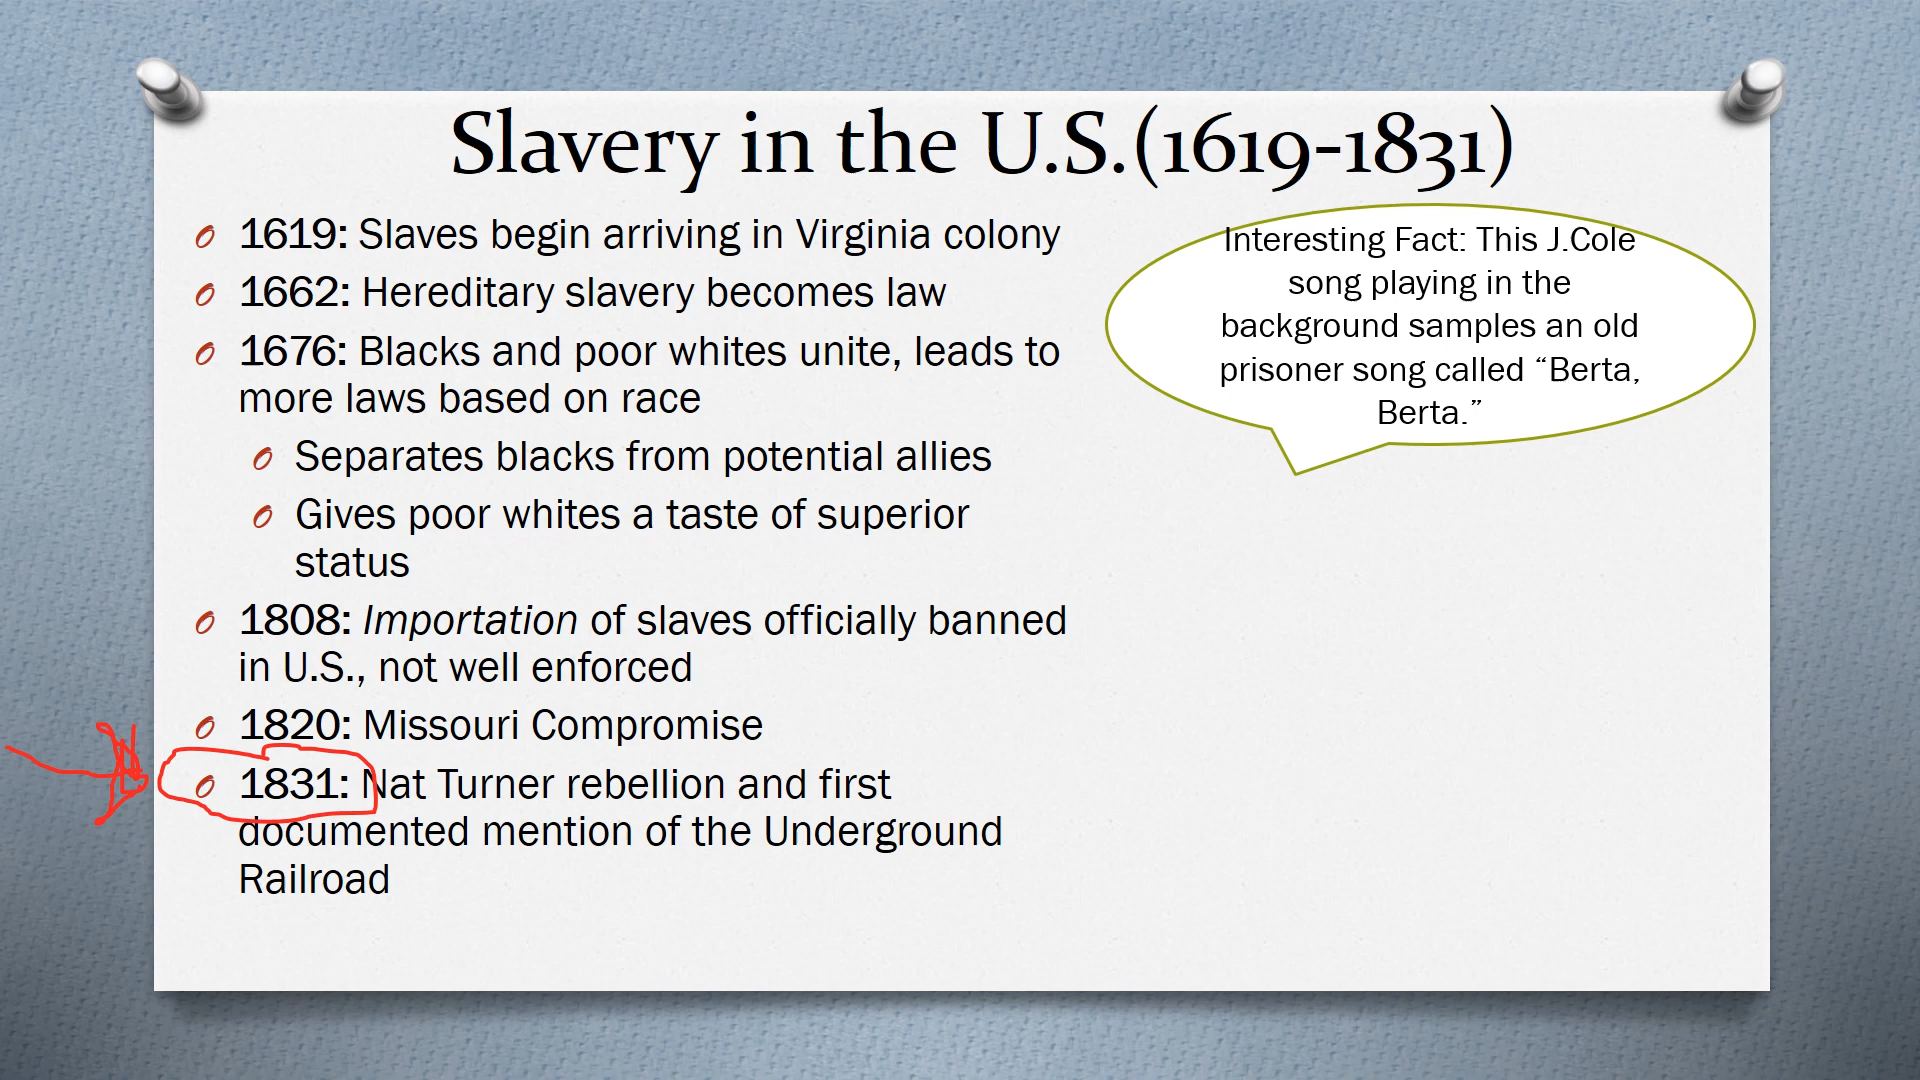 Slavery in the U.S.(1619-1831)
1619: Slaves begin arriving in Virginia colony
1662: Hereditary slavery becomes law
1676: Blacks and poor whites unite, leads to
more laws based on race
Separates blacks from potential allies
Gives poor whites a taste of superior
status
1808: Importation of slaves officially banned
in U.S., not well enforced
1820: Missouri Compromise
1831: Nat Turner rebellion and first
documented mention of the Underground
Railroad
Interesting Fact: This J.Cole
song playing in the
background samples an old
prisoner song called “Berta,
Berta.”